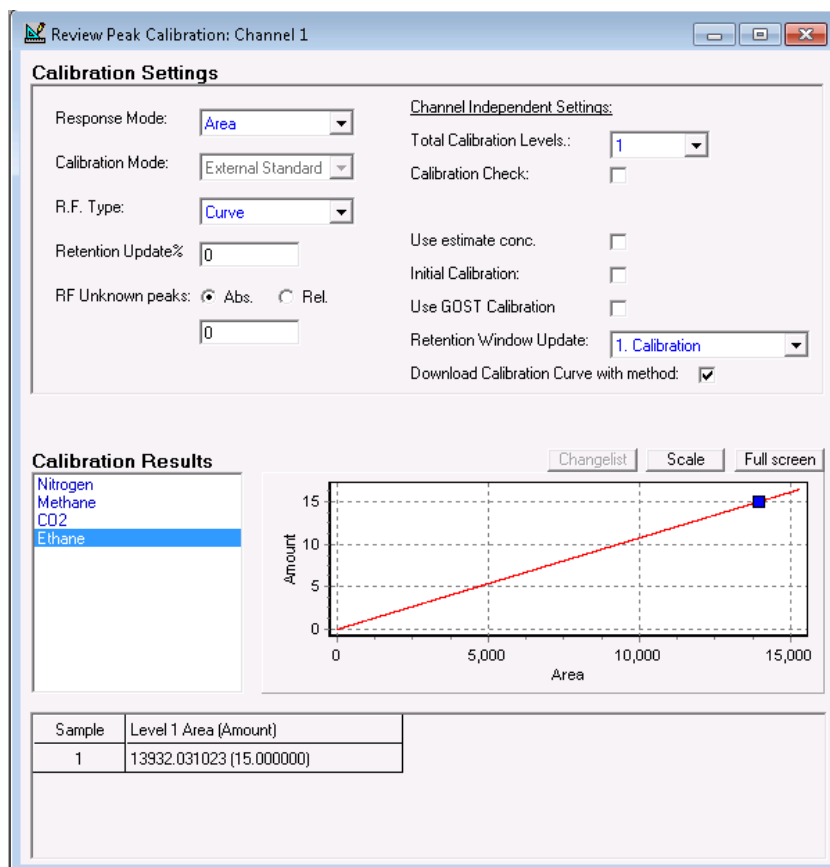 Review Peak Calibration: Channel 1
Calibration Settings
Response Mode: Area
Calibration Mode: External Standard
R.F. Type: Curve
Retention Update% 0
RF Unknown peaks: Abs. Rel.
0
Channel Independent Settings:
Total Calibration Levels.: 1
Calibration Check:
Use estimate conc.
Initial Calibration:
Use GOST Calibration
Retention Window Update: 1. Calibration
Download Calibration Curve with method:
Calibration Results
Changelist Scale Full screen
Nitrogen
Methane
CO2
Ethane
Amount
15
10
5
0
0 5,000 10,000 15,000
Area
Sample Level 1 Area (Amount)
1 13932.031023 (15.000000)